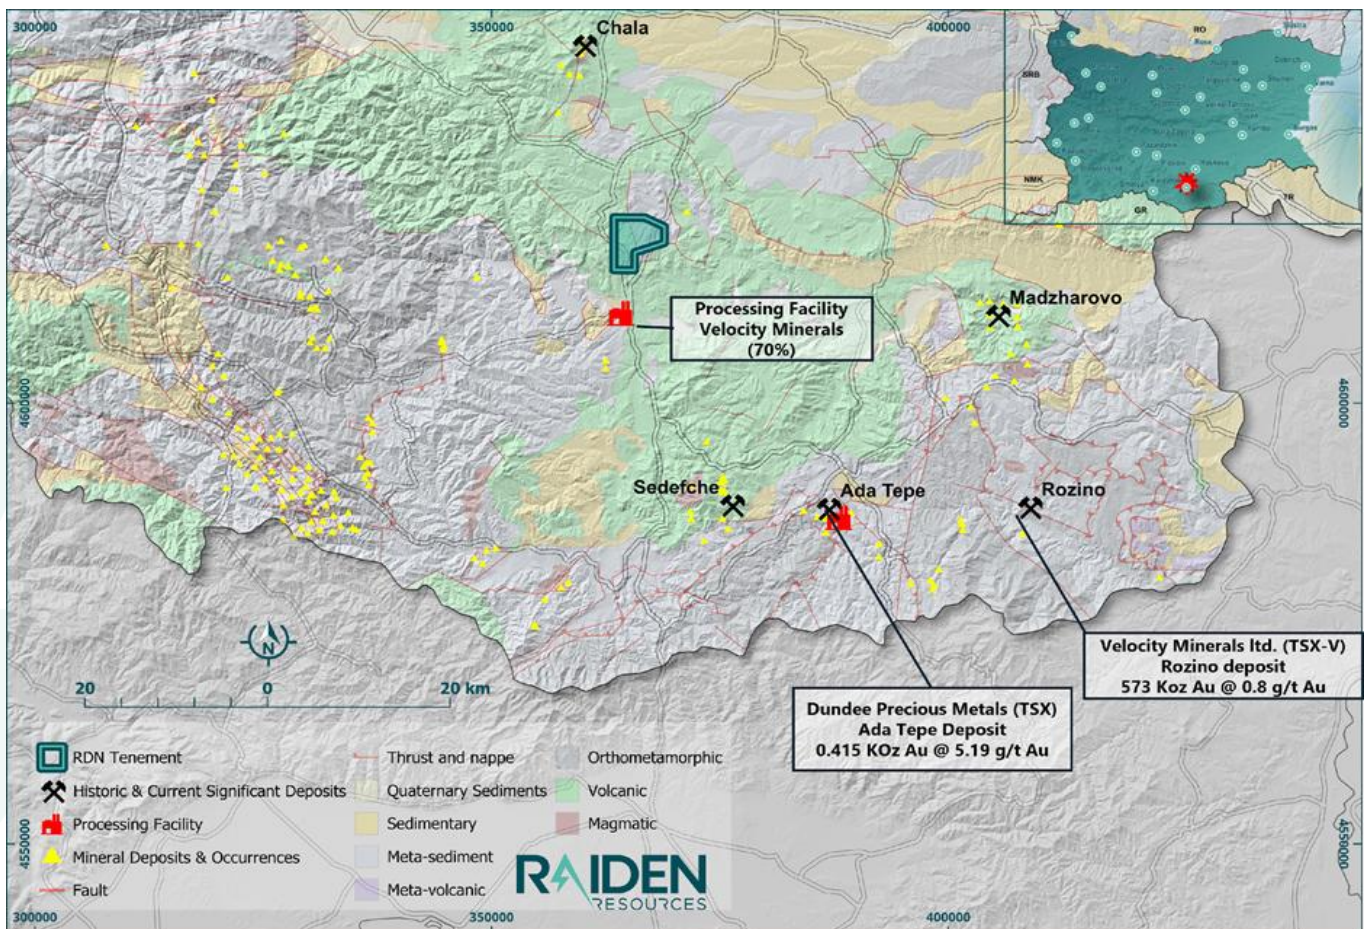 300000
350000
400000
Chala
RO
SRB
NMK
GR
TR
Processing Facility
Velocity Minerals
(70%)
Madzharovo
4600000
4600000
Sedefche
Ada Tepe
Rozino
N
20
0
20 km
Velocity Minerals ltd. (TSX-V)
Rozino deposit
573 Koz Au @ 0.8 g/t Au
Dundee Precious Metals (TSX)
Ada Tepe Deposit
0.415 KOz Au @ 5.19 g/t Au
RDN Tenement
Historic & Current Significant Deposits
Processing Facility
Mineral Deposits & Occurrences
Fault
Thrust and nappe
Quaternary Sediments
Sedimentary
Meta-sediment
Meta-volcanic
Orthometamorphic
Volcanic
Magmatic
RAIDEN
RESOURCES
4550000
4550000
300000
350000
400000